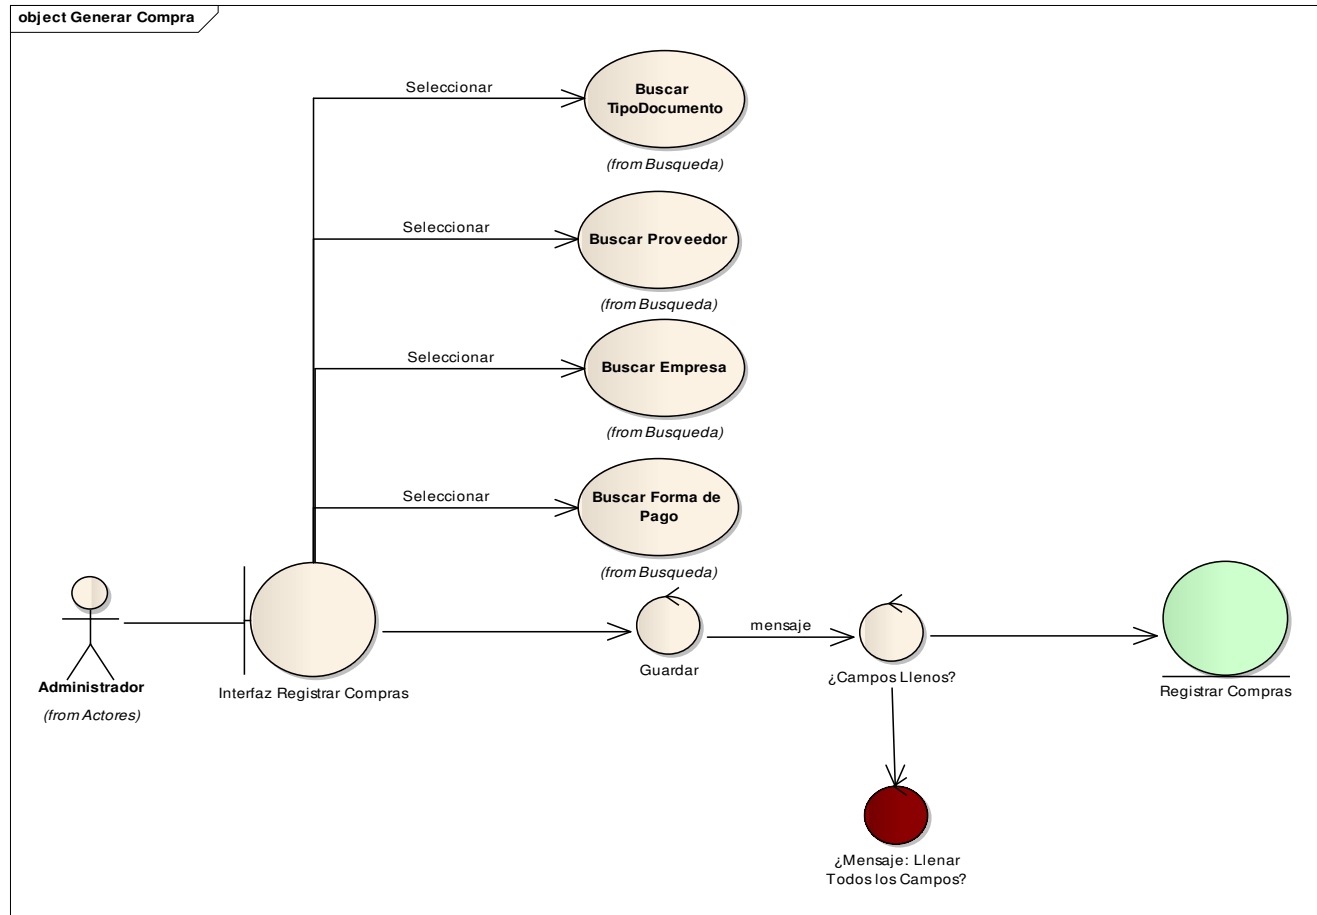 object Generar Compra
Seleccionar
Buscar
TipoDocumento
(from Busqueda)
Seleccionar
Buscar Proveedor
(from Busqueda)
Seleccionar
Buscar Empresa
(from Busqueda)
Seleccionar
Buscar Forma de
Pago
(from Busqueda)
Administrador
(from Actores)
Interfaz Registrar Compras
Guardar
mensaje
¿Campos Llenos?
Registrar Compras
¿Mensaje: Llenar
Todos los Campos?